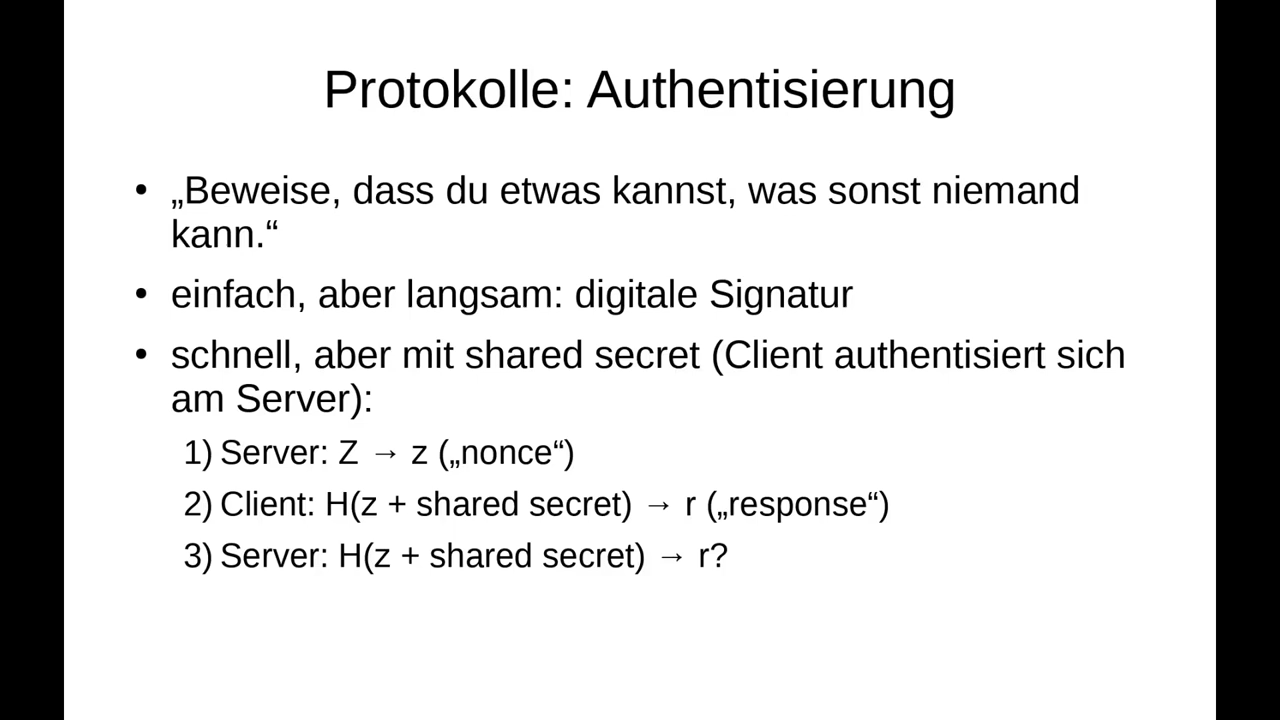 Protokolle: Authentisierung
• „Beweise, dass du etwas kannst, was sonst niemand
kann.“
• einfach, aber langsam: digitale Signatur
• schnell, aber mit shared secret (Client authentisiert sich
am Server):
1) Server: Z → z („nonce“)
2) Client: H(z + shared secret) → r („response“)
3) Server: H(z + shared secret) → r?